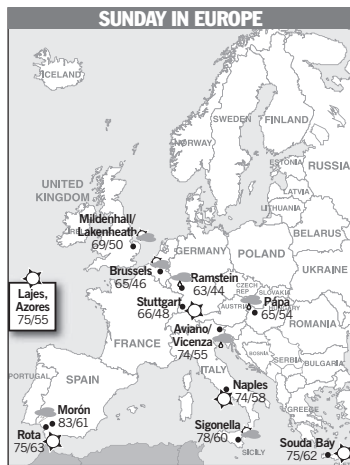 SUNDAY IN EUROPE
ICELAND
SWEDEN
FINLAND
NORWAY
ESTONIA
RUSSIA
LATVIA
LITHUANIA
UNITED
KINGDOM
Mildenhall/
Lakenheath
69/50
BELARUS
GERMANY
POLAND
Brussels
65/46
Ramstein
63/44
UKRAINE
CZECH
REP
SLOVAKIA
Lajes,
Azores
75/55
Stuttgart
66/48
AUSTRIA
Pápa
65/54
Aviano/
Vicenza
74/55
ROMANIA
FRANCE
ITALY
BOSNIA
SERBIA
BULGARIA
PORTUGAL
SPAIN
Naples
74/58
Morón
83/61
GREECE
Rota
75/63
Sigonella
78/60
SICILY
Souda Bay
75/62